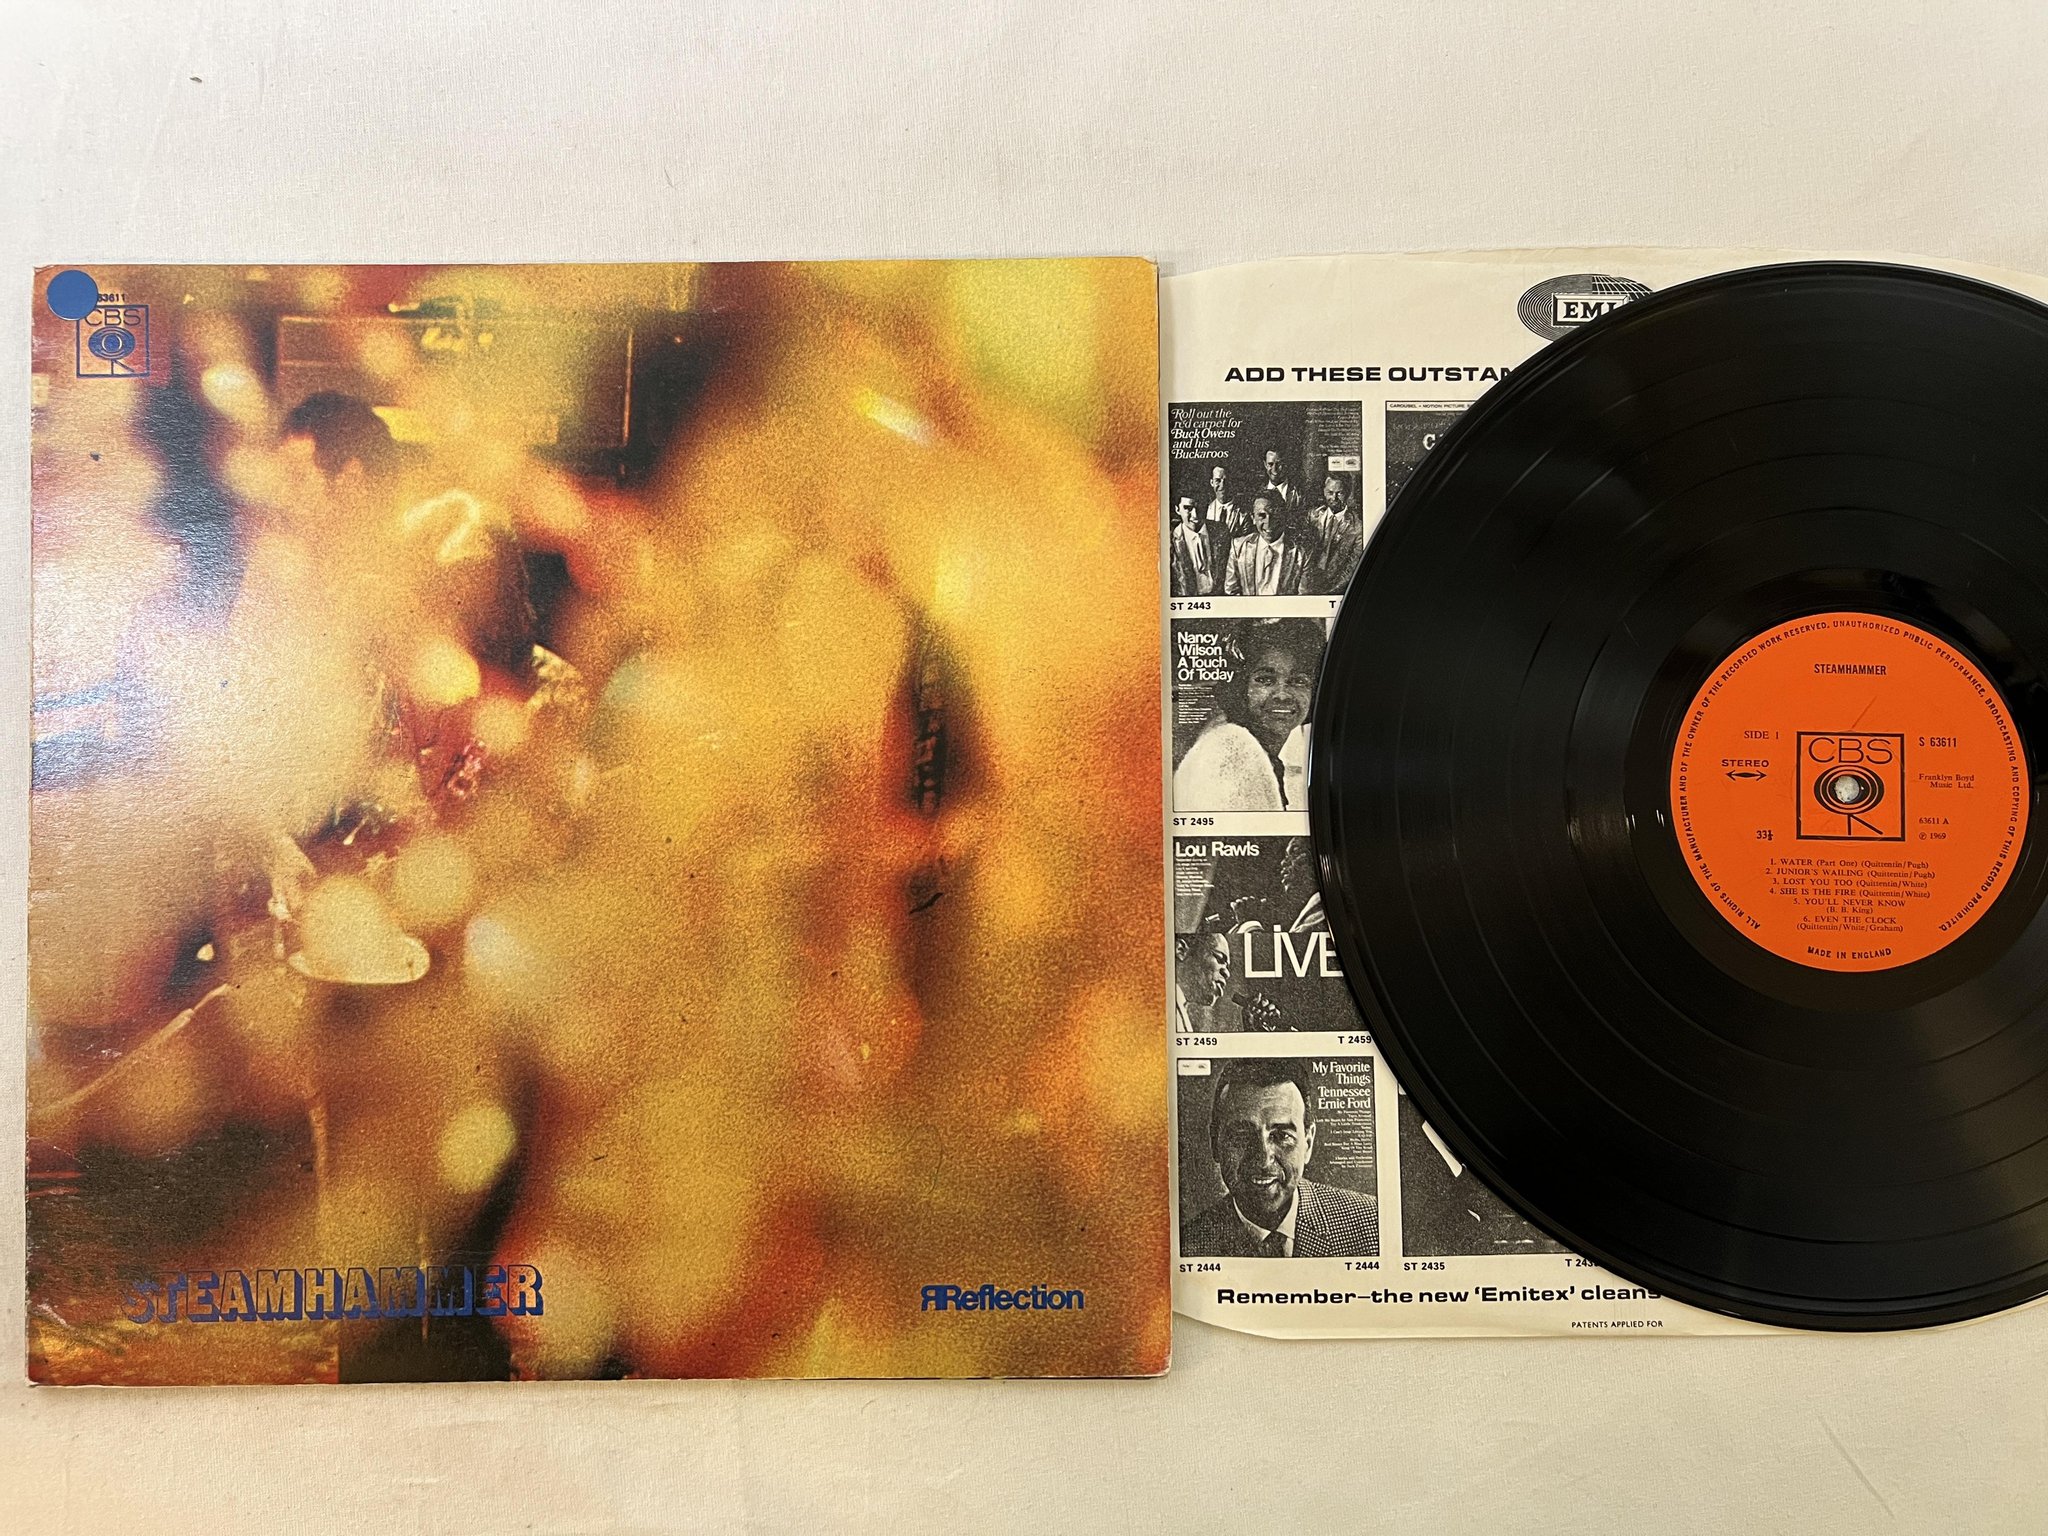 63611
CBS
STEAMHAMMER
Reflection
EMI
ADD THESE OUTSTAN
Roll out the
red carpet for
Buck Owens
and his
Buckaroos
ST 2443
T
CAROUSEL • MOTION PICTURE
Nancy
Wilson
A Touch
Of Today
ST 2495
Lou Rawls
LIVE
ST 2459
T 2459
My Favorite
Things
Tennessee
Ernie Ford
ST 2444
T 2444
ST 2435
Remember—the new 'Emitex' cleans
PATENTS APPLIED FOR
ALL RIGHTS OF THE MANUFACTURER AND OF THE OWNER OF THE RECORDED WORK RESERVED. UNAUTHORIZED PUBLIC PERFORMANCE, BROADCASTING AND COPYING OF THIS RECORD PROHIBITED.
STEAMHAMMER
SIDE 1
STEREO
33⅓
CBS
S 63611
Franklyn Boyd
Music Ltd.
63611 A
℗ 1969
1. WATER (Part One) (Quittentin/Pugh)
2. JUNIOR'S WAILING (Quittentin/Pugh)
3. LOST YOU TOO (Quittentin/White)
4. SHE IS THE FIRE (Quittentin/White)
5. YOU'LL NEVER KNOW
(B. B. King)
6. EVEN THE CLOCK
(Quittentin/White/Graham)
MADE IN ENGLAND